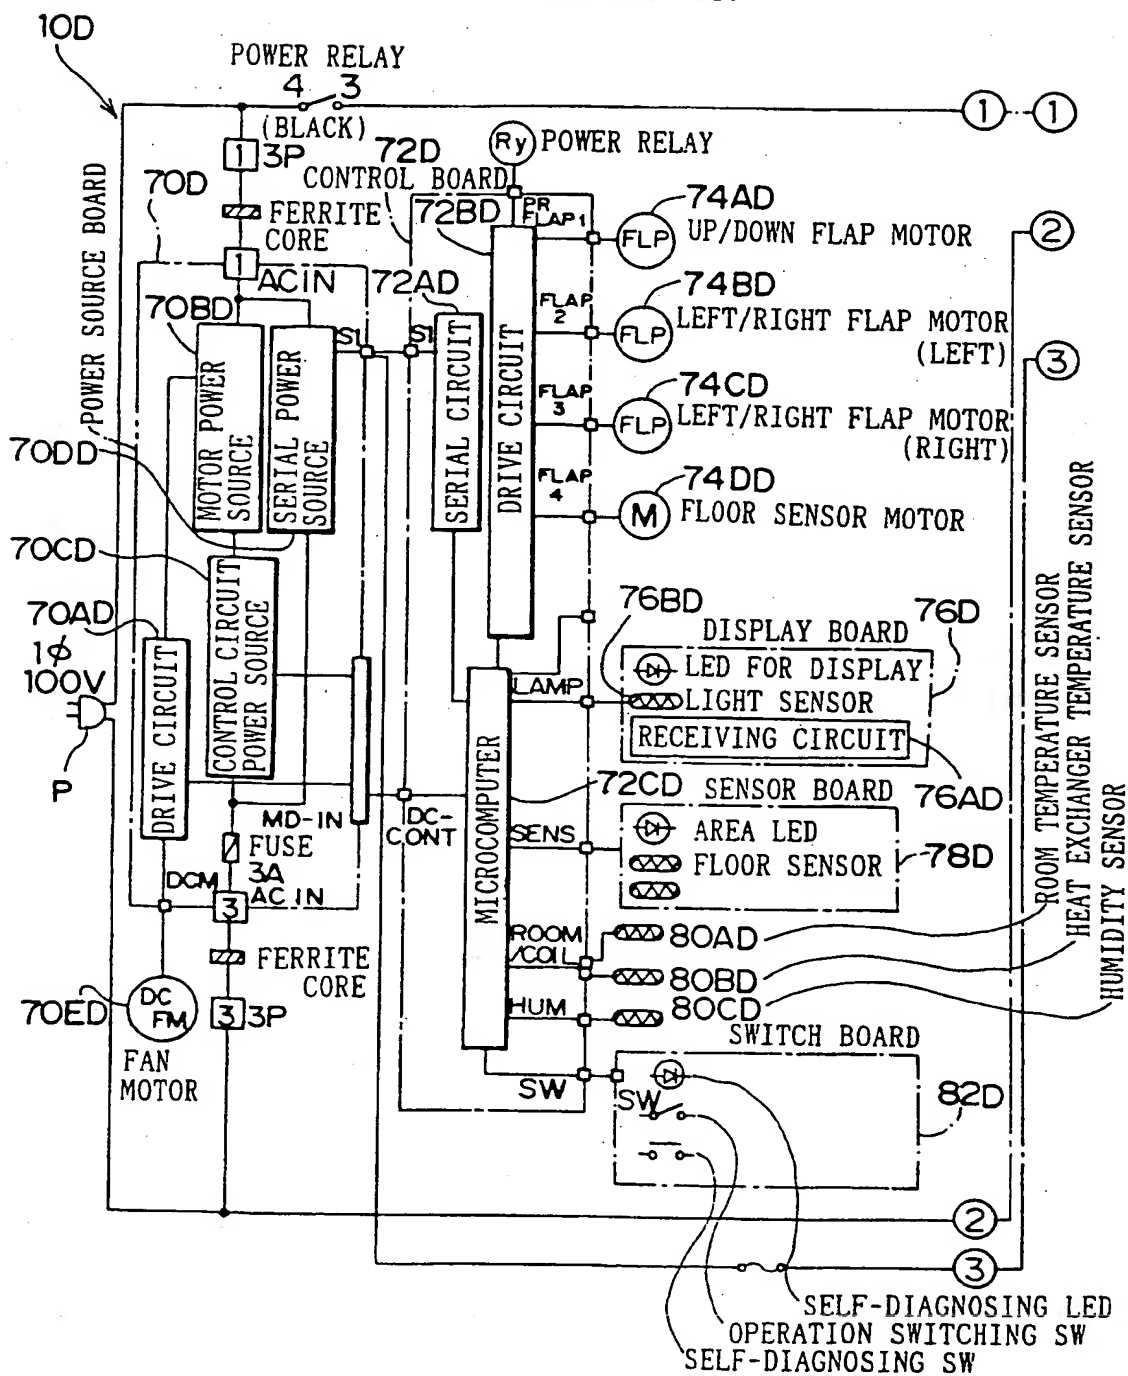 10D
POWER RELAY
4 3
(BLACK)
1 1
1 3P
Ry POWER RELAY
72D
CONTROL BOARD
70D
POWER SOURCE BOARD
FERRITE
CORE
72BD
PR
FLAP1
74AD
FLP UP/DOWN FLAP MOTOR
2
1 ACIN
72AD
70BD
S1 S1
FLAP
2
74BD
FLP LEFT/RIGHT FLAP MOTOR
(LEFT)
3
MOTOR POWER
SOURCE
SERIAL POWER
SOURCE
SERIAL CIRCUIT
DRIVE CIRCUIT
FLAP
3
74CD
FLP LEFT/RIGHT FLAP MOTOR
(RIGHT)
70DD
FLAP
4
74DD
M FLOOR SENSOR MOTOR
70CD
CONTROL CIRCUIT
POWER SOURCE
70AD
1φ
100V
P
DRIVE CIRCUIT
76BD
76D
DISPLAY BOARD
LED FOR DISPLAY
LAMP
LIGHT SENSOR
RECEIVING CIRCUIT
76AD
ROOM TEMPERATURE SENSOR
HEAT EXCHANGER TEMPERATURE SENSOR
HUMIDITY SENSOR
MICROCOMPUTER
72CD
SENSOR BOARD
MD-IN
DC-
CONT
SENS
AREA LED
FLOOR SENSOR
78D
FUSE
3A
DCM
3 ACIN
ROOM
/COIL
80AD
80BD
HUM
80CD
FERRITE
CORE
70ED
DC
FM
3 3P
FAN
MOTOR
SWITCH BOARD
SW
SW
82D
2
3
SELF-DIAGNOSING LED
OPERATION SWITCHING SW
SELF-DIAGNOSING SW